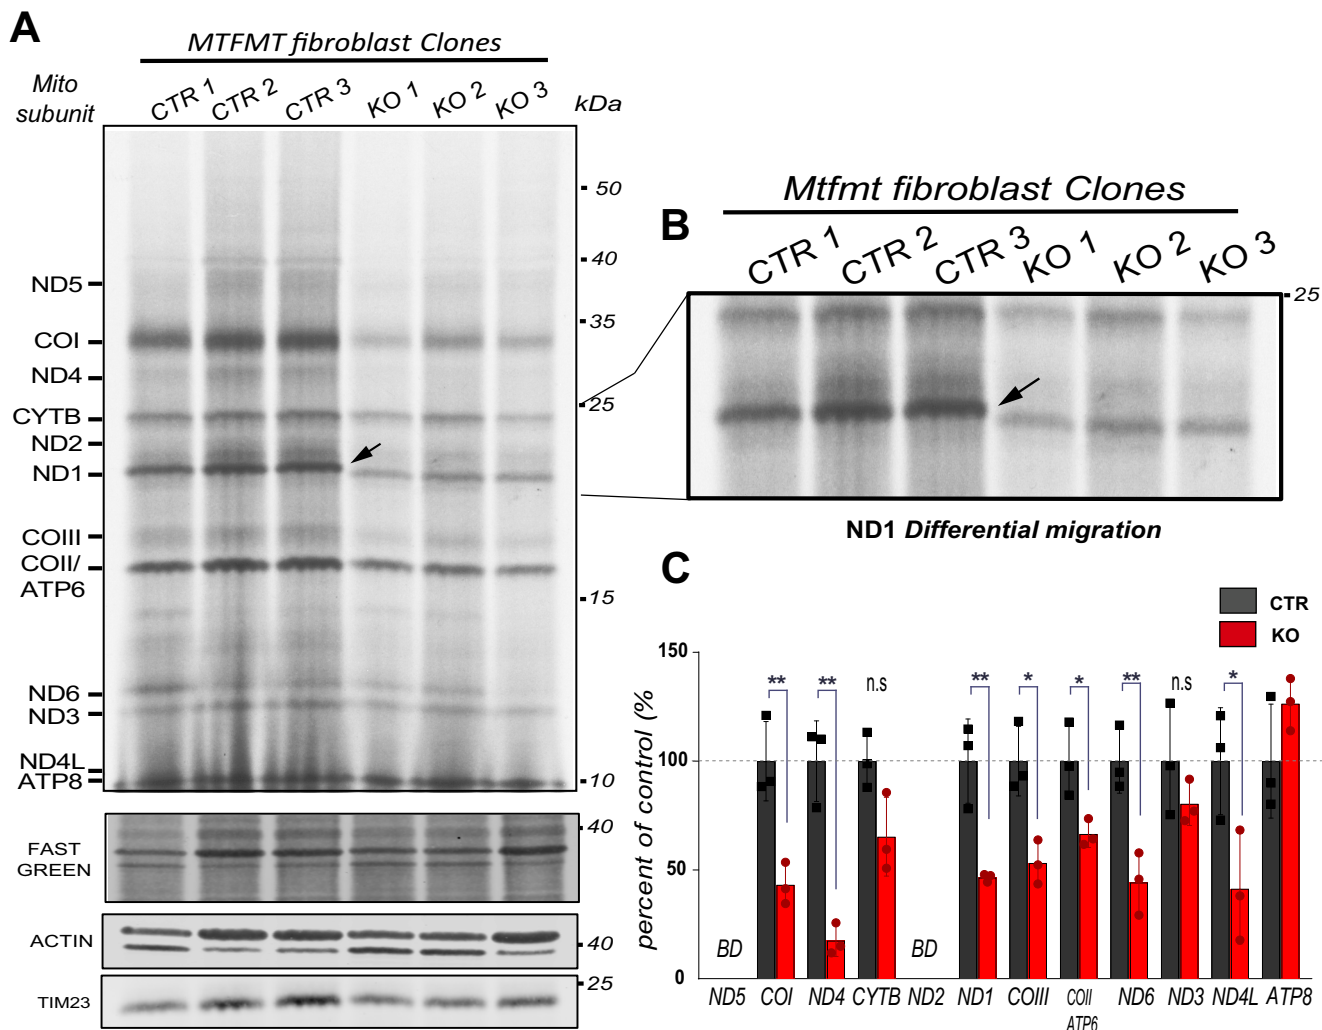 A
MTFMT fibroblast Clones
Mito
subunit
CTR 1
CTR 2
CTR 3
KO 1
KO 2
KO 3
kDa
50
40
35
25
15
10
ND5
COI
ND4
CYTB
ND2
ND1
COIII
COII/
ATP6
ND6
ND3
ND4L
ATP8
FAST
GREEN
40
ACTIN
40
TIM23
25
B
Mtfmt fibroblast Clones
CTR 1
CTR 2
CTR 3
KO 1
KO 2
KO 3
25
ND1 Differential migration
C
CTR
KO
percent of control (%
150
100
50
0
BD
**
**
n.s
BD
**
*
*
**
n.s
*
ND5
COI
ND4
CYTB
ND2
ND1
COIII
COII
ATP6
ND6
ND3
ND4L
ATP8